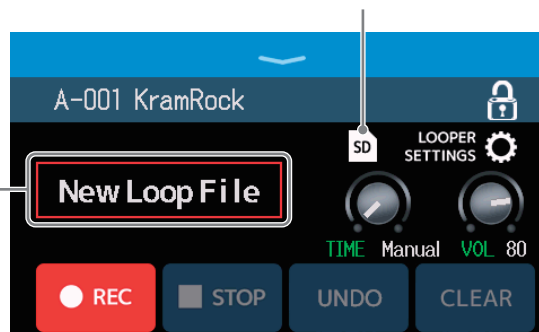 A-001 KramRock
SD
LOOPER
SETTINGS
New Loop File
TIME Manual VOL 80
REC STOP UNDO CLEAR